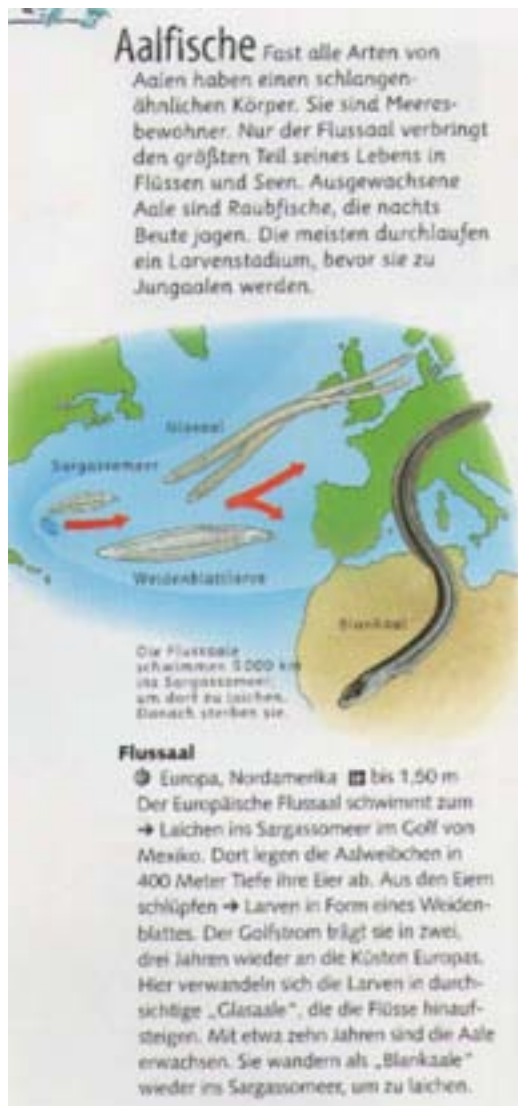 Aalfische Fast alle Arten von
Aalen haben einen schlangen-
ähnlichen Körper. Sie sind Meeres-
bewohner. Nur der Flussaal verbringt
den größten Teil seines Lebens in
Flüssen und Seen. Ausgewachsene
Aale sind Raubfische, die nachts
Beute jagen. Die meisten durchlaufen
ein Larvenstadium, bevor sie zu
Jungaalen werden.
Glasaal
Sargassomeer
Weidenblattlarve
Blankaal
Die Flussaale
schwimmen 5000 km
ins Sargassomeer,
um dort zu laichen.
Danach sterben sie.
Flussaal
Europa, Nordamerika bis 1,50 m
Der Europäische Flussaal schwimmt zum
→ Laichen ins Sargassomeer im Golf von
Mexiko. Dort legen die Aalweibchen in
400 Meter Tiefe ihre Eier ab. Aus den Eiern
schlüpfen → Larven in Form eines Weiden-
blattes. Der Golfstrom trägt sie in zwei,
drei Jahren wieder an die Küsten Europas.
Hier verwandeln sich die Larven in durch-
sichtige „Glasaale“, die die Flüsse hinauf-
steigen. Mit etwa zehn Jahren sind die Aale
erwachsen. Sie wandern als „Blankaale“
wieder ins Sargassomeer, um zu laichen.